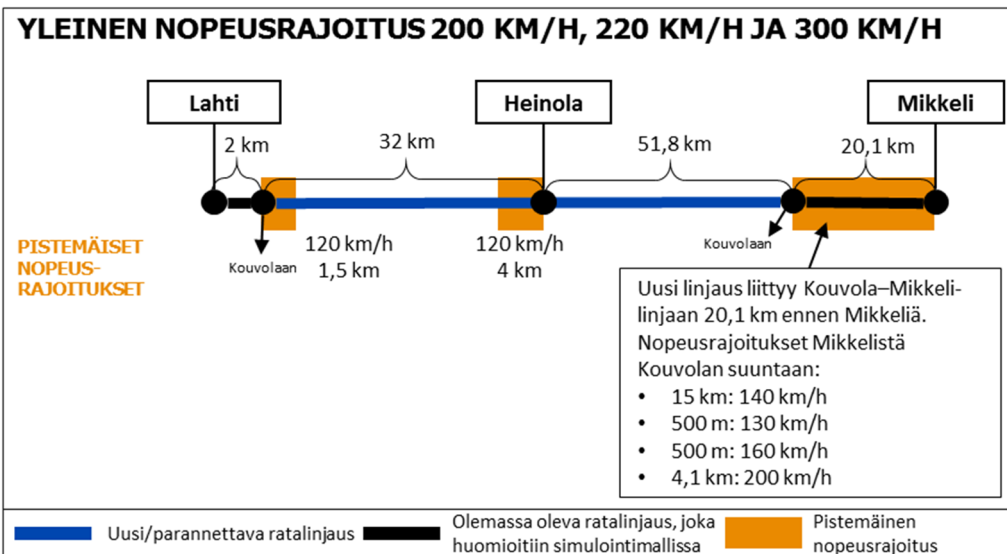 YLEINEN NOPEUSRAJOITUS 200 KM/H, 220 KM/H JA 300 KM/H
Lahti
Heinola
Mikkeli
2 km
32 km
51,8 km
20,1 km
PISTEMÄISET
NOPEUS-
RAJOITUKSET
Kouvolaan
120 km/h
1,5 km
120 km/h
4 km
Kouvolaan
Uusi linjaus liittyy Kouvola–Mikkeli-
linjaan 20,1 km ennen Mikkeliä.
Nopeusrajoitukset Mikkelistä
Kouvolan suuntaan:
• 15 km: 140 km/h
• 500 m: 130 km/h
• 500 m: 160 km/h
• 4,1 km: 200 km/h
Uusi/parannettava ratalinjaus
Olemassa oleva ratalinjaus, joka
huomioitiin simulointimallissa
Pistemäinen
nopeusrajoitus